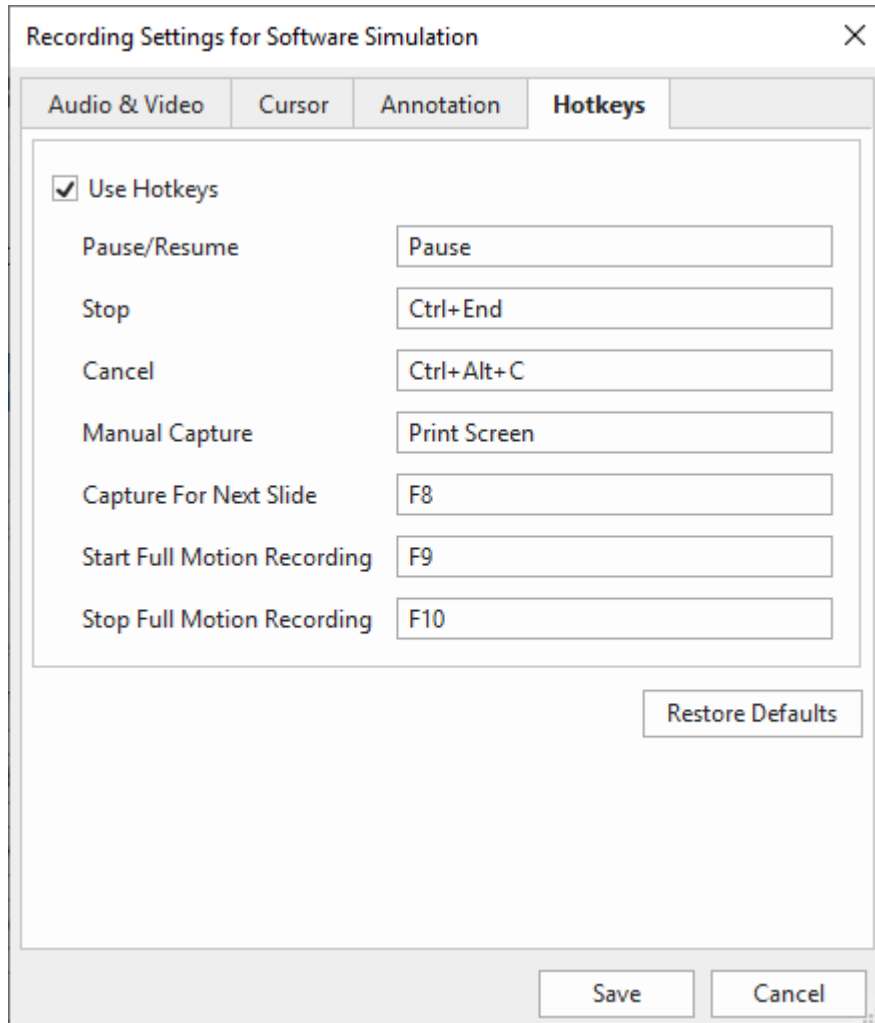 Recording Settings for Software Simulation
Audio & Video Cursor Annotation Hotkeys
Use Hotkeys
Pause/Resume Pause
Stop Ctrl+End
Cancel Ctrl+Alt+C
Manual Capture Print Screen
Capture For Next Slide F8
Start Full Motion Recording F9
Stop Full Motion Recording F10
Restore Defaults
Save Cancel